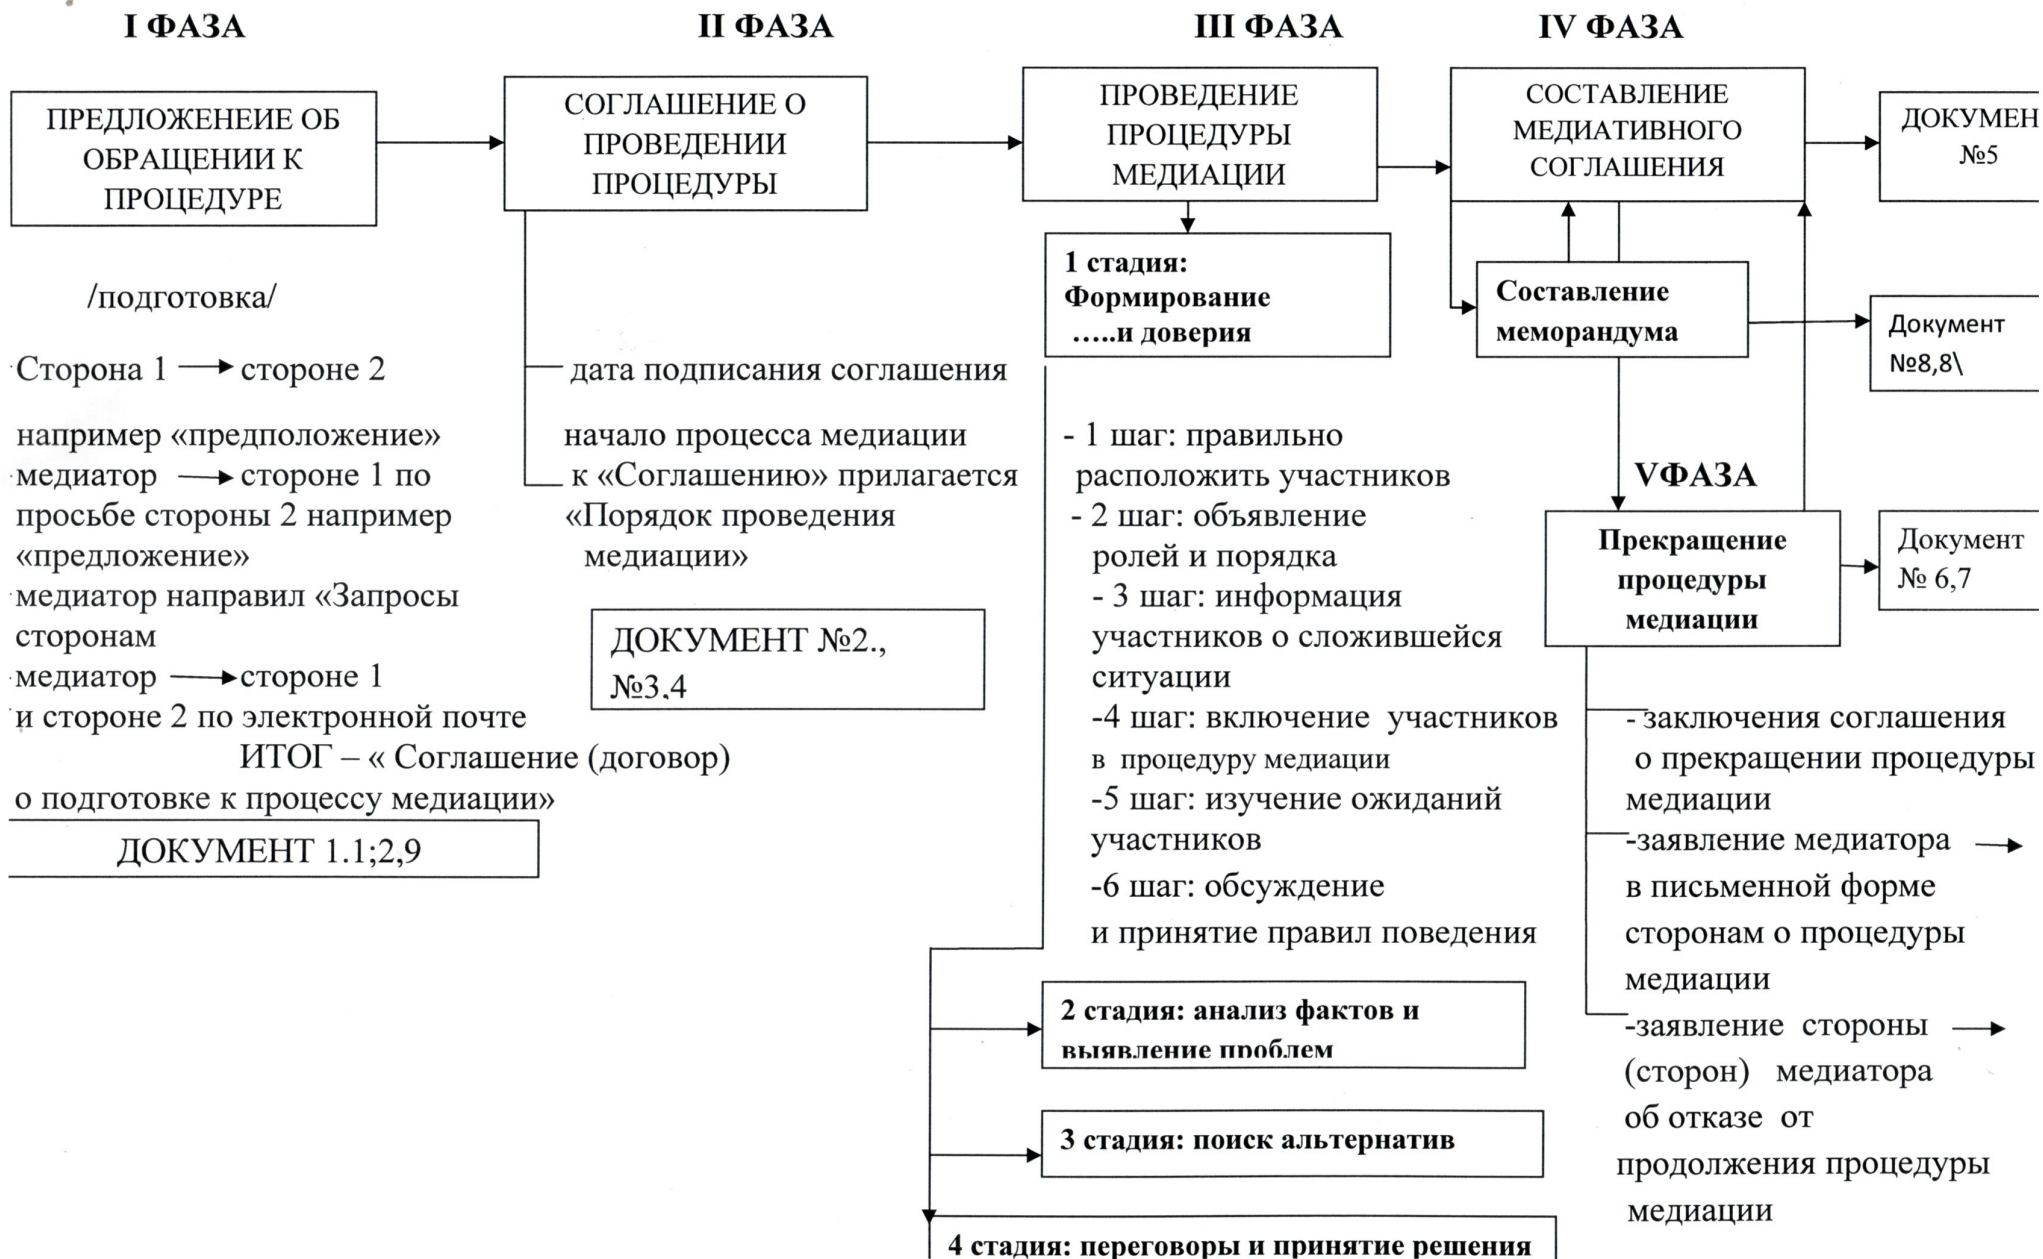 I ФАЗА
ПРЕДЛОЖЕНЕИЕ ОБ
ОБРАЩЕНИИ К
ПРОЦЕДУРЕ
/подготовка/
Сторона 1 → стороне 2
например «предположение»
медиатор → стороне 1 по
просьбе стороны 2 например
«предложение»
медиатор направил «Запросы
сторонам
медиатор → стороне 1
и стороне 2 по электронной почте
ИТОГ – « Соглашение (договор)
о подготовке к процессу медиации»
ДОКУМЕНТ 1.1;2,9
II ФАЗА
СОГЛАШЕНИЕ О
ПРОВЕДЕНИИ
ПРОЦЕДУРЫ
дата подписания соглашения
начало процесса медиации
к «Соглашению» прилагается
«Порядок проведения
медиации»
ДОКУМЕНТ №2.,
№3,4
III ФАЗА
ПРОВЕДЕНИЕ
ПРОЦЕДУРЫ
МЕДИАЦИИ
1 стадия:
Формирование
…..и доверия
- 1 шаг: правильно
расположить участников
- 2 шаг: объявление
ролей и порядка
- 3 шаг: информация
участников о сложившейся
ситуации
-4 шаг: включение участников
в процедуру медиации
-5 шаг: изучение ожиданий
участников
-6 шаг: обсуждение
и принятие правил поведения
2 стадия: анализ фактов и
выявление проблем
3 стадия: поиск альтернатив
4 стадия: переговоры и принятие решения
IV ФАЗА
СОСТАВЛЕНИЕ
МЕДИАТИВНОГО
СОГЛАШЕНИЯ
ДОКУМЕН
№5
Составление
меморандума
Документ
№8,8\
VФАЗА
Прекращение
процедуры
медиации
Документ
№ 6,7
- заключения соглашения
о прекращении процедуры
медиации
-заявление медиатора →
в письменной форме
сторонам о процедуры
медиации
-заявление стороны →
(сторон) медиатора
об отказе от
продолжения процедуры
медиации